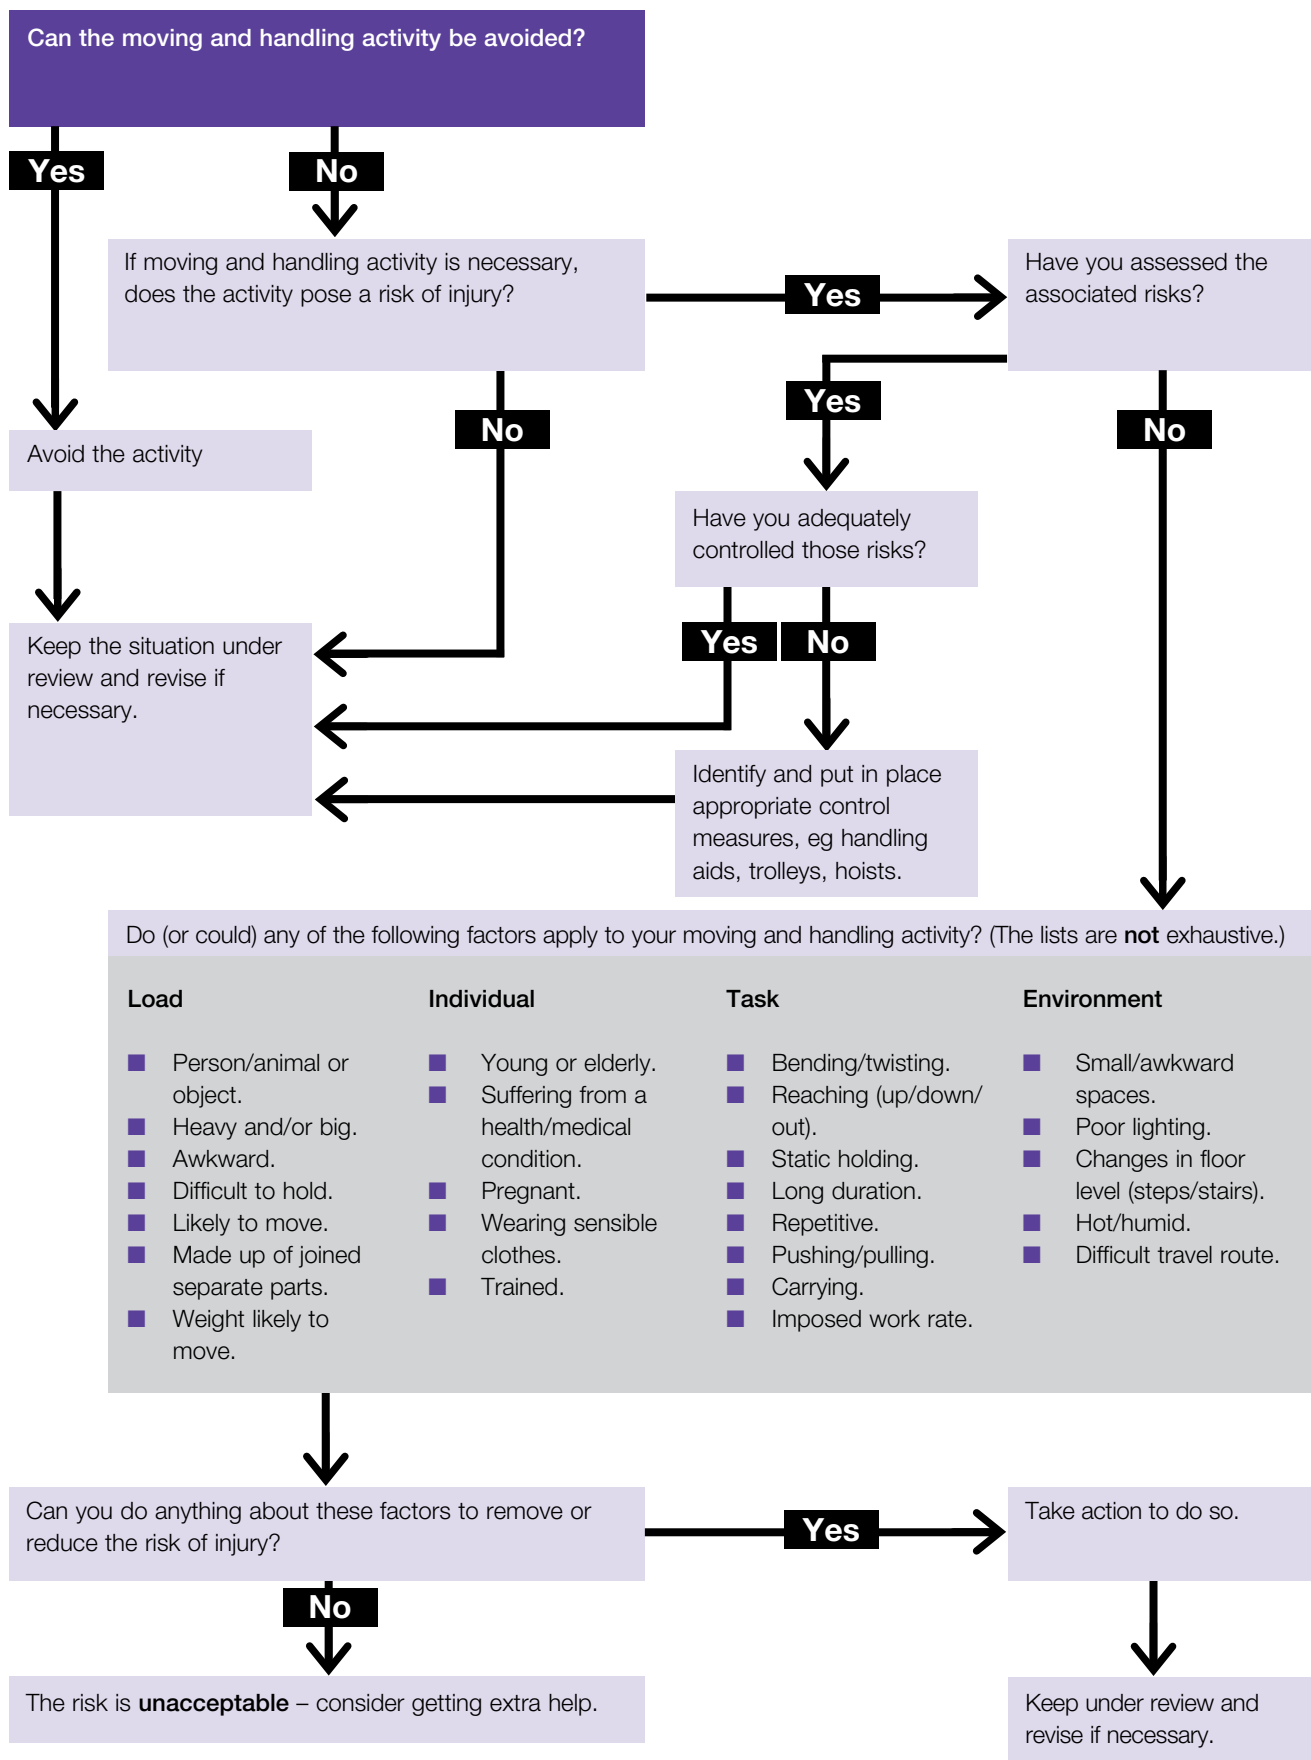 Can the moving and handling activity be avoided?
Yes
No
If moving and handling activity is necessary,
does the activity pose a risk of injury?
Yes
Have you assessed the
associated risks?
Yes
No
No
Avoid the activity
Have you adequately
controlled those risks?
Yes
No
Keep the situation under
review and revise if
necessary.
Identify and put in place
appropriate control
measures, eg handling
aids, trolleys, hoists.
Do (or could) any of the following factors apply to your moving and handling activity? (The lists are not exhaustive.)
Load
Person/animal or
object.
Heavy and/or big.
Awkward.
Difficult to hold.
Likely to move.
Made up of joined
separate parts.
Weight likely to
move.
Individual
Young or elderly.
Suffering from a
health/medical
condition.
Pregnant.
Wearing sensible
clothes.
Trained.
Task
Bending/twisting.
Reaching (up/down/
out).
Static holding.
Long duration.
Repetitive.
Pushing/pulling.
Carrying.
Imposed work rate.
Environment
Small/awkward
spaces.
Poor lighting.
Changes in floor
level (steps/stairs).
Hot/humid.
Difficult travel route.
Can you do anything about these factors to remove or
reduce the risk of injury?
Yes
Take action to do so.
No
The risk is unacceptable – consider getting extra help.
Keep under review and
revise if necessary.